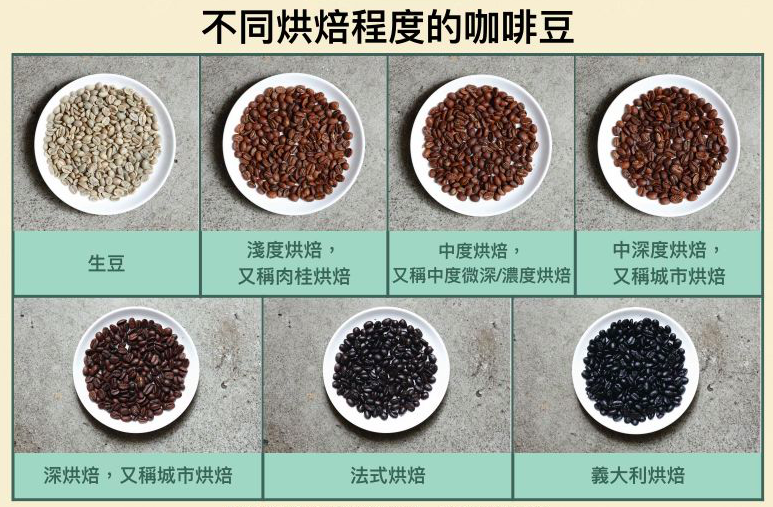 不同烘焙程度的咖啡豆
生豆
淺度烘焙，
又稱肉桂烘焙
中度烘焙，
又稱中度微深/濃度烘焙
中深度烘焙，
又稱城市烘焙
深烘焙，又稱城市烘焙
法式烘焙
義大利烘焙